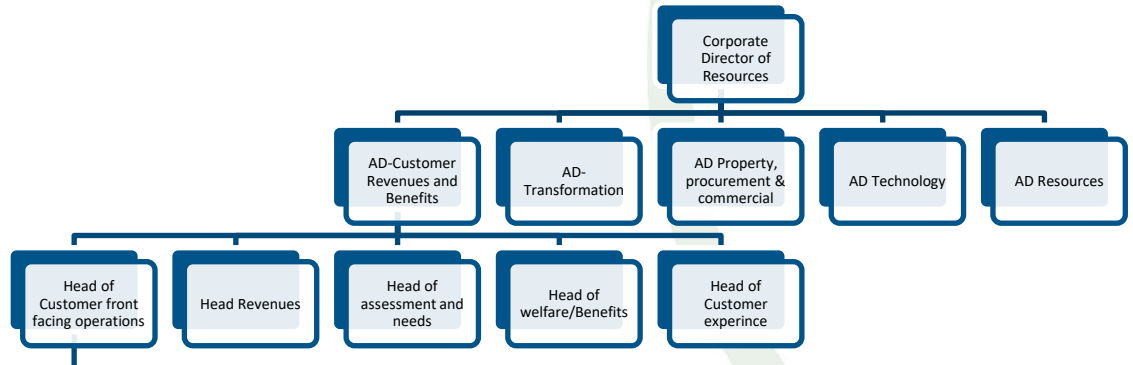 Corporate
Director of
Resources
AD-Customer
Revenues and
Benefits
AD-
Transformation
AD Property,
procurement &
commercial
AD Technology
AD Resources
Head of
Customer front
facing operations
Head Revenues
Head of
assessment and
needs
Head of
welfare/Benefits
Head of
Customer
experince